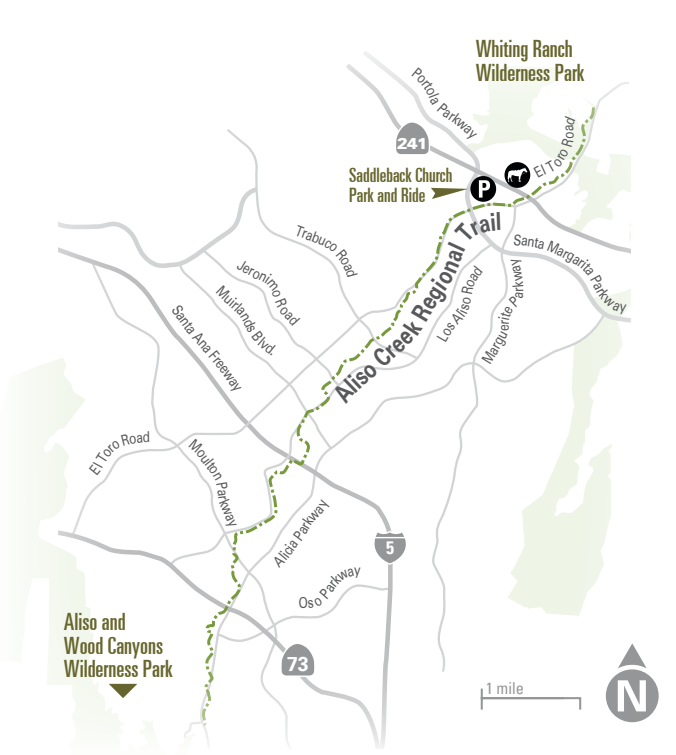 Whiting Ranch
Wilderness Park
Portola Parkway
241
El Toro Road
Saddleback Church
Park and Ride
P
Aliso Creek Regional Trail
Santa Margarita Parkway
Trabuco Road
Jeronimo Road
Muirlands Blvd.
Los Aliso Road
Marguerite Parkway
Santa Ana Freeway
El Toro Road
Moulton Parkway
Alicia Parkway
5
Oso Parkway
Aliso and
Wood Canyons
Wilderness Park
73
1 mile
N